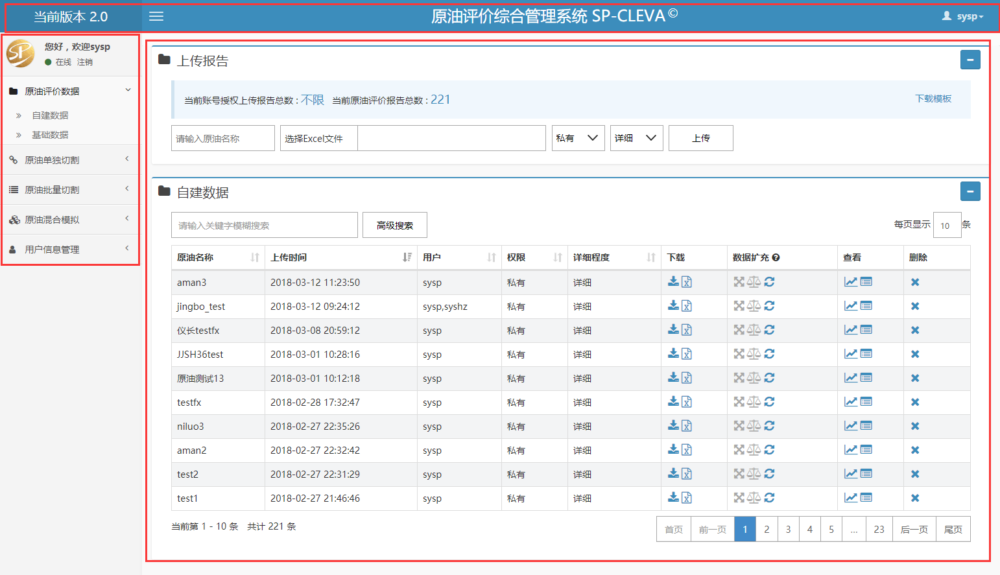 当前版本 2.0
原油评价综合管理系统 SP-CLEVA©
sysp
SP
您好，欢迎sysp
在线 注销
原油评价数据
自建数据
基础数据
原油单独切割
原油批量切割
原油混合模拟
用户信息管理
上传报告
当前账号授权上传报告总数 : 不限 当前原油评价报告总数 : 221 下载模板
请输入原油名称 选择Excel文件 私有 详细 上传
自建数据
请输入关键字模糊搜索 高级搜索 每页显示 10 条
原油名称 上传时间 用户 权限 详细程度 下载 数据扩充 查看 删除
aman3 2018-03-12 11:23:50 sysp 私有 详细
jingbo_test 2018-03-12 09:24:12 sysp,syshz 私有 详细
仪长testfx 2018-03-08 20:59:12 sysp 私有 详细
JJSH36test 2018-03-01 10:28:16 sysp 私有 详细
原油测试13 2018-03-01 10:12:18 sysp 私有 详细
testfx 2018-02-28 17:32:47 sysp 私有 详细
niluo3 2018-02-27 22:35:26 sysp 私有 详细
aman2 2018-02-27 22:32:42 sysp 私有 详细
test2 2018-02-27 22:31:29 sysp 私有 详细
test1 2018-02-27 21:46:46 sysp 私有 详细
当前第 1 - 10 条 共计 221 条
首页 前一页 1 2 3 4 5 ... 23 后一页 尾页